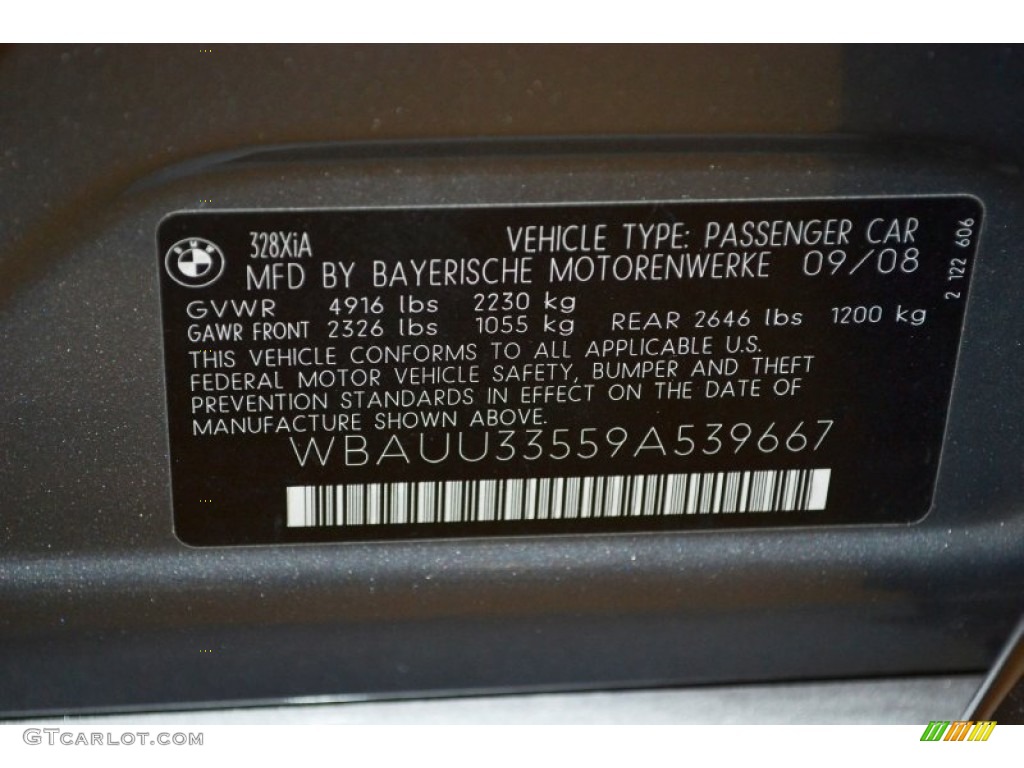 BMW
328XiA
VEHICLE TYPE: PASSENGER CAR
MFD BY BAYERISCHE MOTORENWERKE 09/08
GVWR 4916 lbs 2230 kg
GAWR FRONT 2326 lbs 1055 kg REAR 2646 lbs 1200 kg
THIS VEHICLE CONFORMS TO ALL APPLICABLE U.S.
FEDERAL MOTOR VEHICLE SAFETY, BUMPER AND THEFT
PREVENTION STANDARDS IN EFFECT ON THE DATE OF
MANUFACTURE SHOWN ABOVE.
WBAUU33559A539667
2 122 606
GTCarLot.com